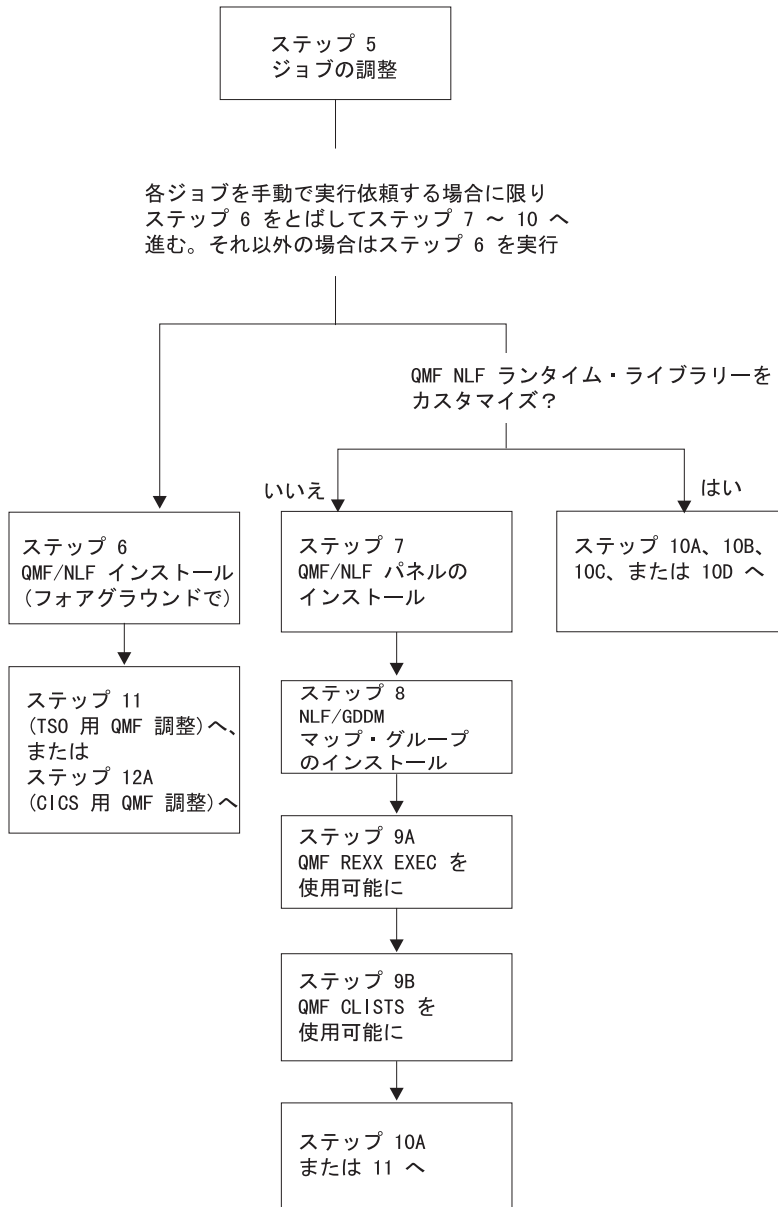 ステップ 5
ジョブの調整
各ジョブを手動で実行依頼する場合に限り
ステップ 6 をとばしてステップ 7 ～ 10 へ
進む。それ以外の場合はステップ 6 を実行
QMF NLF ランタイム・ライブラリーを
カスタマイズ?
いいえ
はい
ステップ 6
QMF/NLF インストール
(フォアグラウンドで)
ステップ 7
QMF/NLF パネルの
インストール
ステップ 10A、10B、
10C、または 10D へ
ステップ 11
(TSO 用 QMF 調整)へ、
または
ステップ 12A
(CICS 用 QMF 調整)へ
ステップ 8
NLF/GDDM
マップ・グループ
のインストール
ステップ 9A
QMF REXX EXEC を
使用可能に
ステップ 9B
QMF CLISTS を
使用可能に
ステップ 10A
または 11 へ